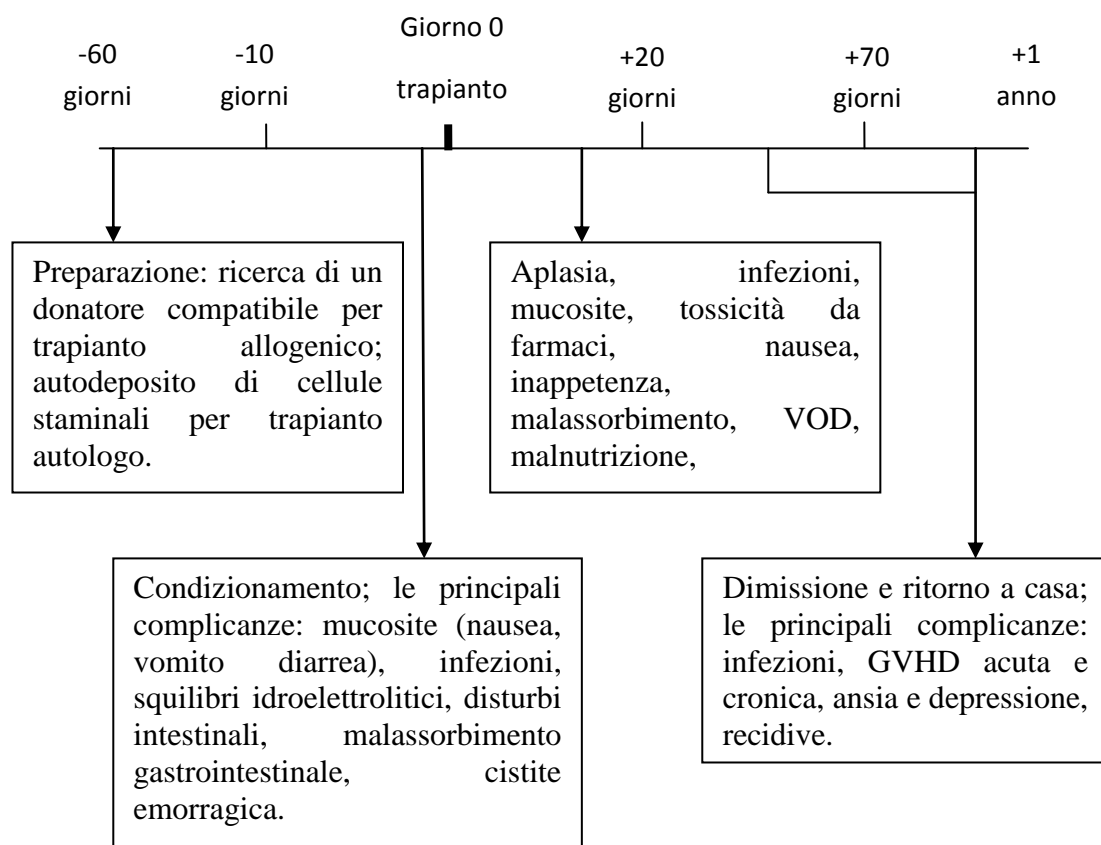 Giorno 0
trapianto
-60
giorni
-10
giorni
+20
giorni
+70
giorni
+1
anno
Preparazione: ricerca di un
donatore compatibile per
trapianto allogenico;
autodeposito di cellule
staminali per trapianto
autologo.
Aplasia, infezioni,
mucosite, tossicità da
farmaci, nausea,
inappetenza,
malassorbimento, VOD,
malnutrizione,
Condizionamento; le principali
complicanze: mucosite (nausea,
vomito diarrea), infezioni,
squilibri idroelettrolitici, disturbi
intestinali, malassorbimento
gastrointestinale, cistite
emorragica.
Dimissione e ritorno a casa;
le principali complicanze:
infezioni, GVHD acuta e
cronica, ansia e depressione,
recidive.